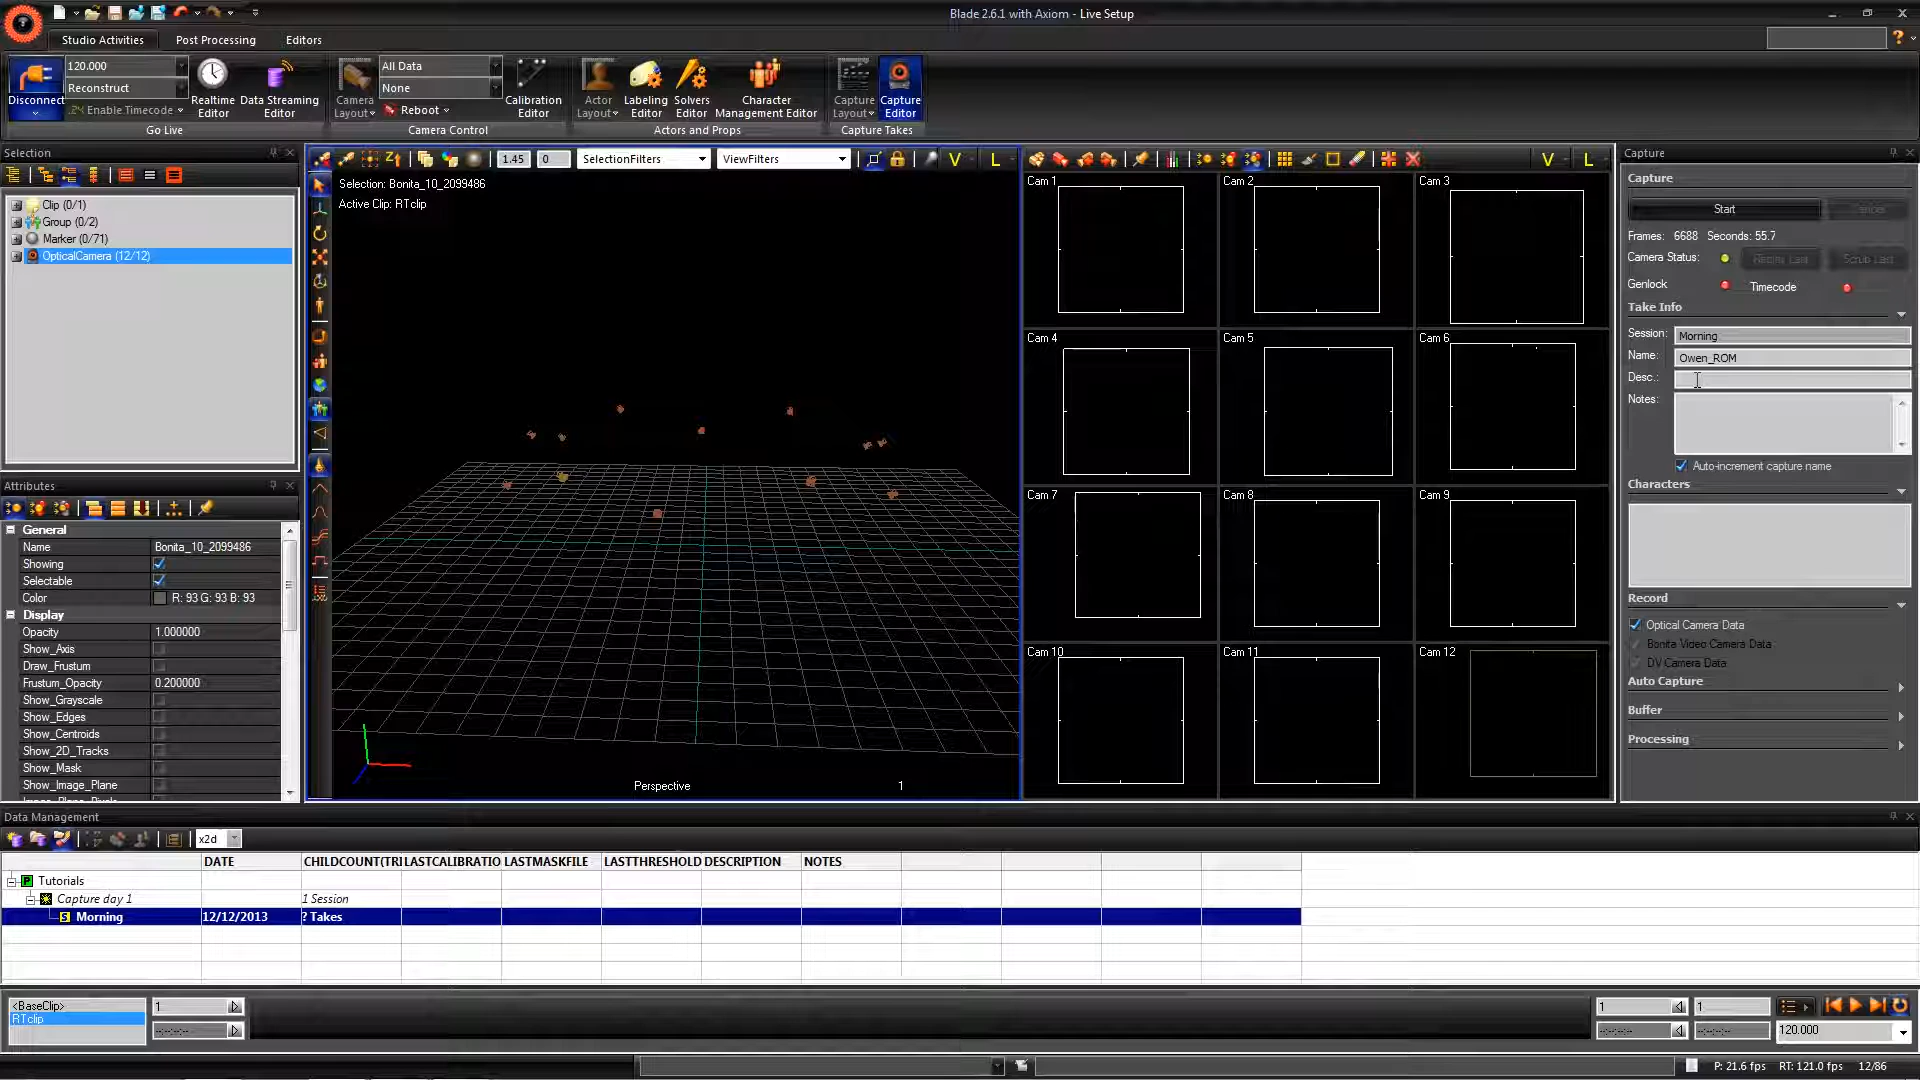 Blade 2.6.1 with Axiom - Live Setup
Studio Activities Post Processing Editors
Disconnect
120.000
Reconstruct
24 Enable Timecode
Realtime Editor
Data Streaming Editor
Go Live
Camera Layout
All Data
None
Reboot
Calibration Editor
Camera Control
Actor Layout
Labeling Editor
Solvers Editor
Character Management Editor
Actors and Props
Capture Layout
Capture Editor
Capture Takes
Selection
Clip (0/1)
Group (0/2)
Marker (0/71)
OpticalCamera (12/12)
Attributes
General
Name Bonita_10_2099486
Showing
Selectable
Color R: 93 G: 93 B: 93
Display
Opacity 1.000000
Show_Axis
Draw_Frustum
Frustum_Opacity 0.200000
Show_Grayscale
Show_Edges
Show_Centroids
Show_2D_Tracks
Show_Mask
Show_Image_Plane
1.45 0 SelectionFilters ViewFilters V L
Selection: Bonita_10_2099486
Active Clip: RTclip
Perspective 1
V L
Cam 1 Cam 2 Cam 3
Cam 4 Cam 5 Cam 6
Cam 7 Cam 8 Cam 9
Cam 10 Cam 11 Cam 12
Capture
Capture
Start
Frames: 6688 Seconds: 55.7
Camera Status:
Genlock Timecode
Take Info
Session: Morning
Name: Owen_ROM
Desc.:
Notes:
Auto-increment capture name
Characters
Record
Optical Camera Data
Bonita Video Camera Data
DV Camera Data
Auto Capture
Buffer
Processing
Data Management
x2d
DATE CHILDCOUNT(TRI LASTCALIBRATIO LASTMASKFILE LASTTHRESHOLD DESCRIPTION NOTES
P Tutorials
Capture day 1 1 Session
S Morning 12/12/2013 ? Takes
<BaseClip>
RTclip
1
--:--:--:--
1 1
--:--:--:-- --:--:--:--
120.000
P: 21.6 fps RT: 121.0 fps 12/86